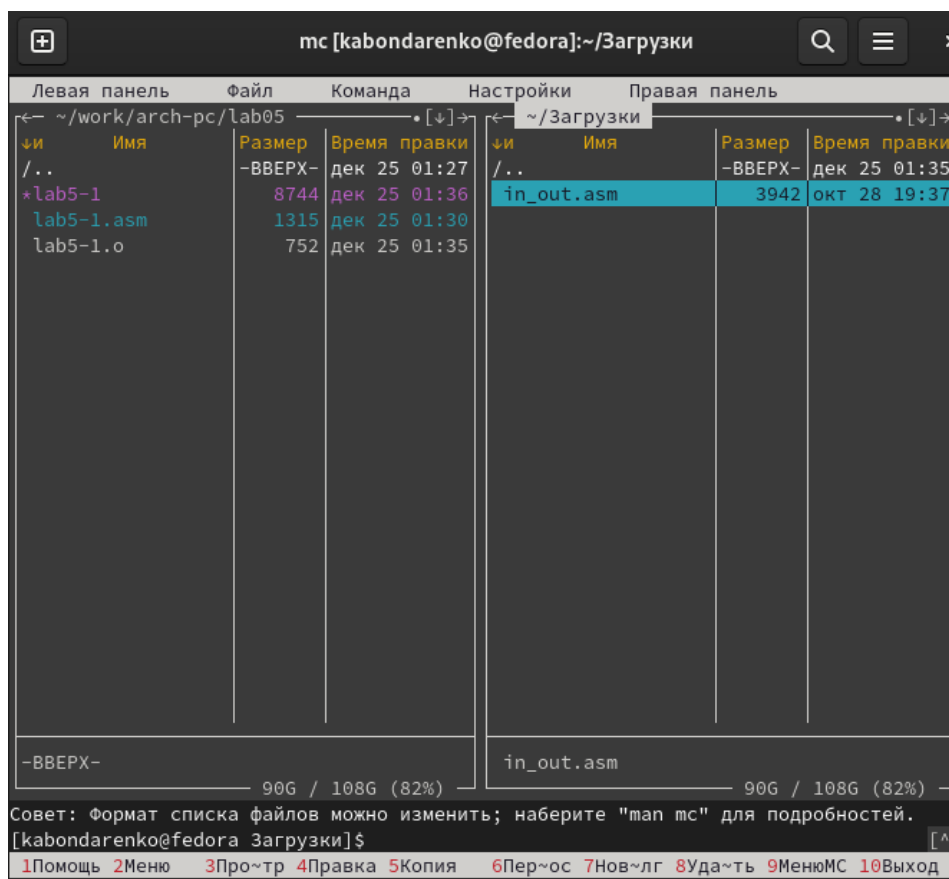 mc [kabondarenko@fedora]:~/Загрузки
Левая панель Файл Команда Настройки Правая панель
~/work/arch-pc/lab05 [↓] ~/Загрузки [↓]
↓и Имя Размер Время правки ↓и Имя Размер Время правки
/.. -ВВЕРХ- дек 25 01:27 /.. -ВВЕРХ- дек 25 01:35
*lab5-1 8744 дек 25 01:36 in_out.asm 3942 окт 28 19:37
lab5-1.asm 1315 дек 25 01:30
lab5-1.o 752 дек 25 01:35
-ВВЕРХ- in_out.asm
90G / 108G (82%) 90G / 108G (82%)
Совет: Формат списка файлов можно изменить; наберите "man mc" для подробностей.
[kabondarenko@fedora Загрузки]$ [^
1Помощь 2Меню 3Про~тр 4Правка 5Копия 6Пер~ос 7Нов~лг 8Уда~ть 9МенюМС 10Выход